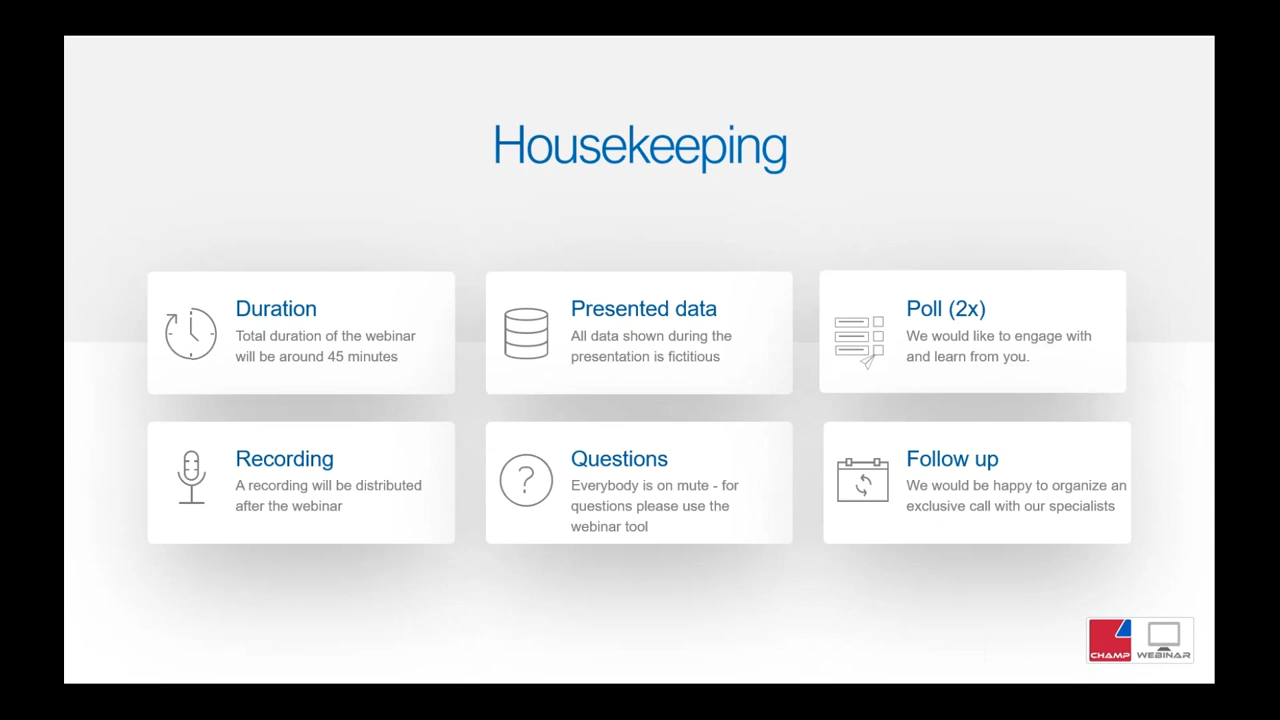 Housekeeping
Duration
Total duration of the webinar
will be around 45 minutes
Presented data
All data shown during the
presentation is fictitious
Poll (2x)
We would like to engage with
and learn from you.
Recording
A recording will be distributed
after the webinar
Questions
Everybody is on mute - for
questions please use the
webinar tool
Follow up
We would be happy to organize an
exclusive call with our specialists
CHAMP WEBINAR